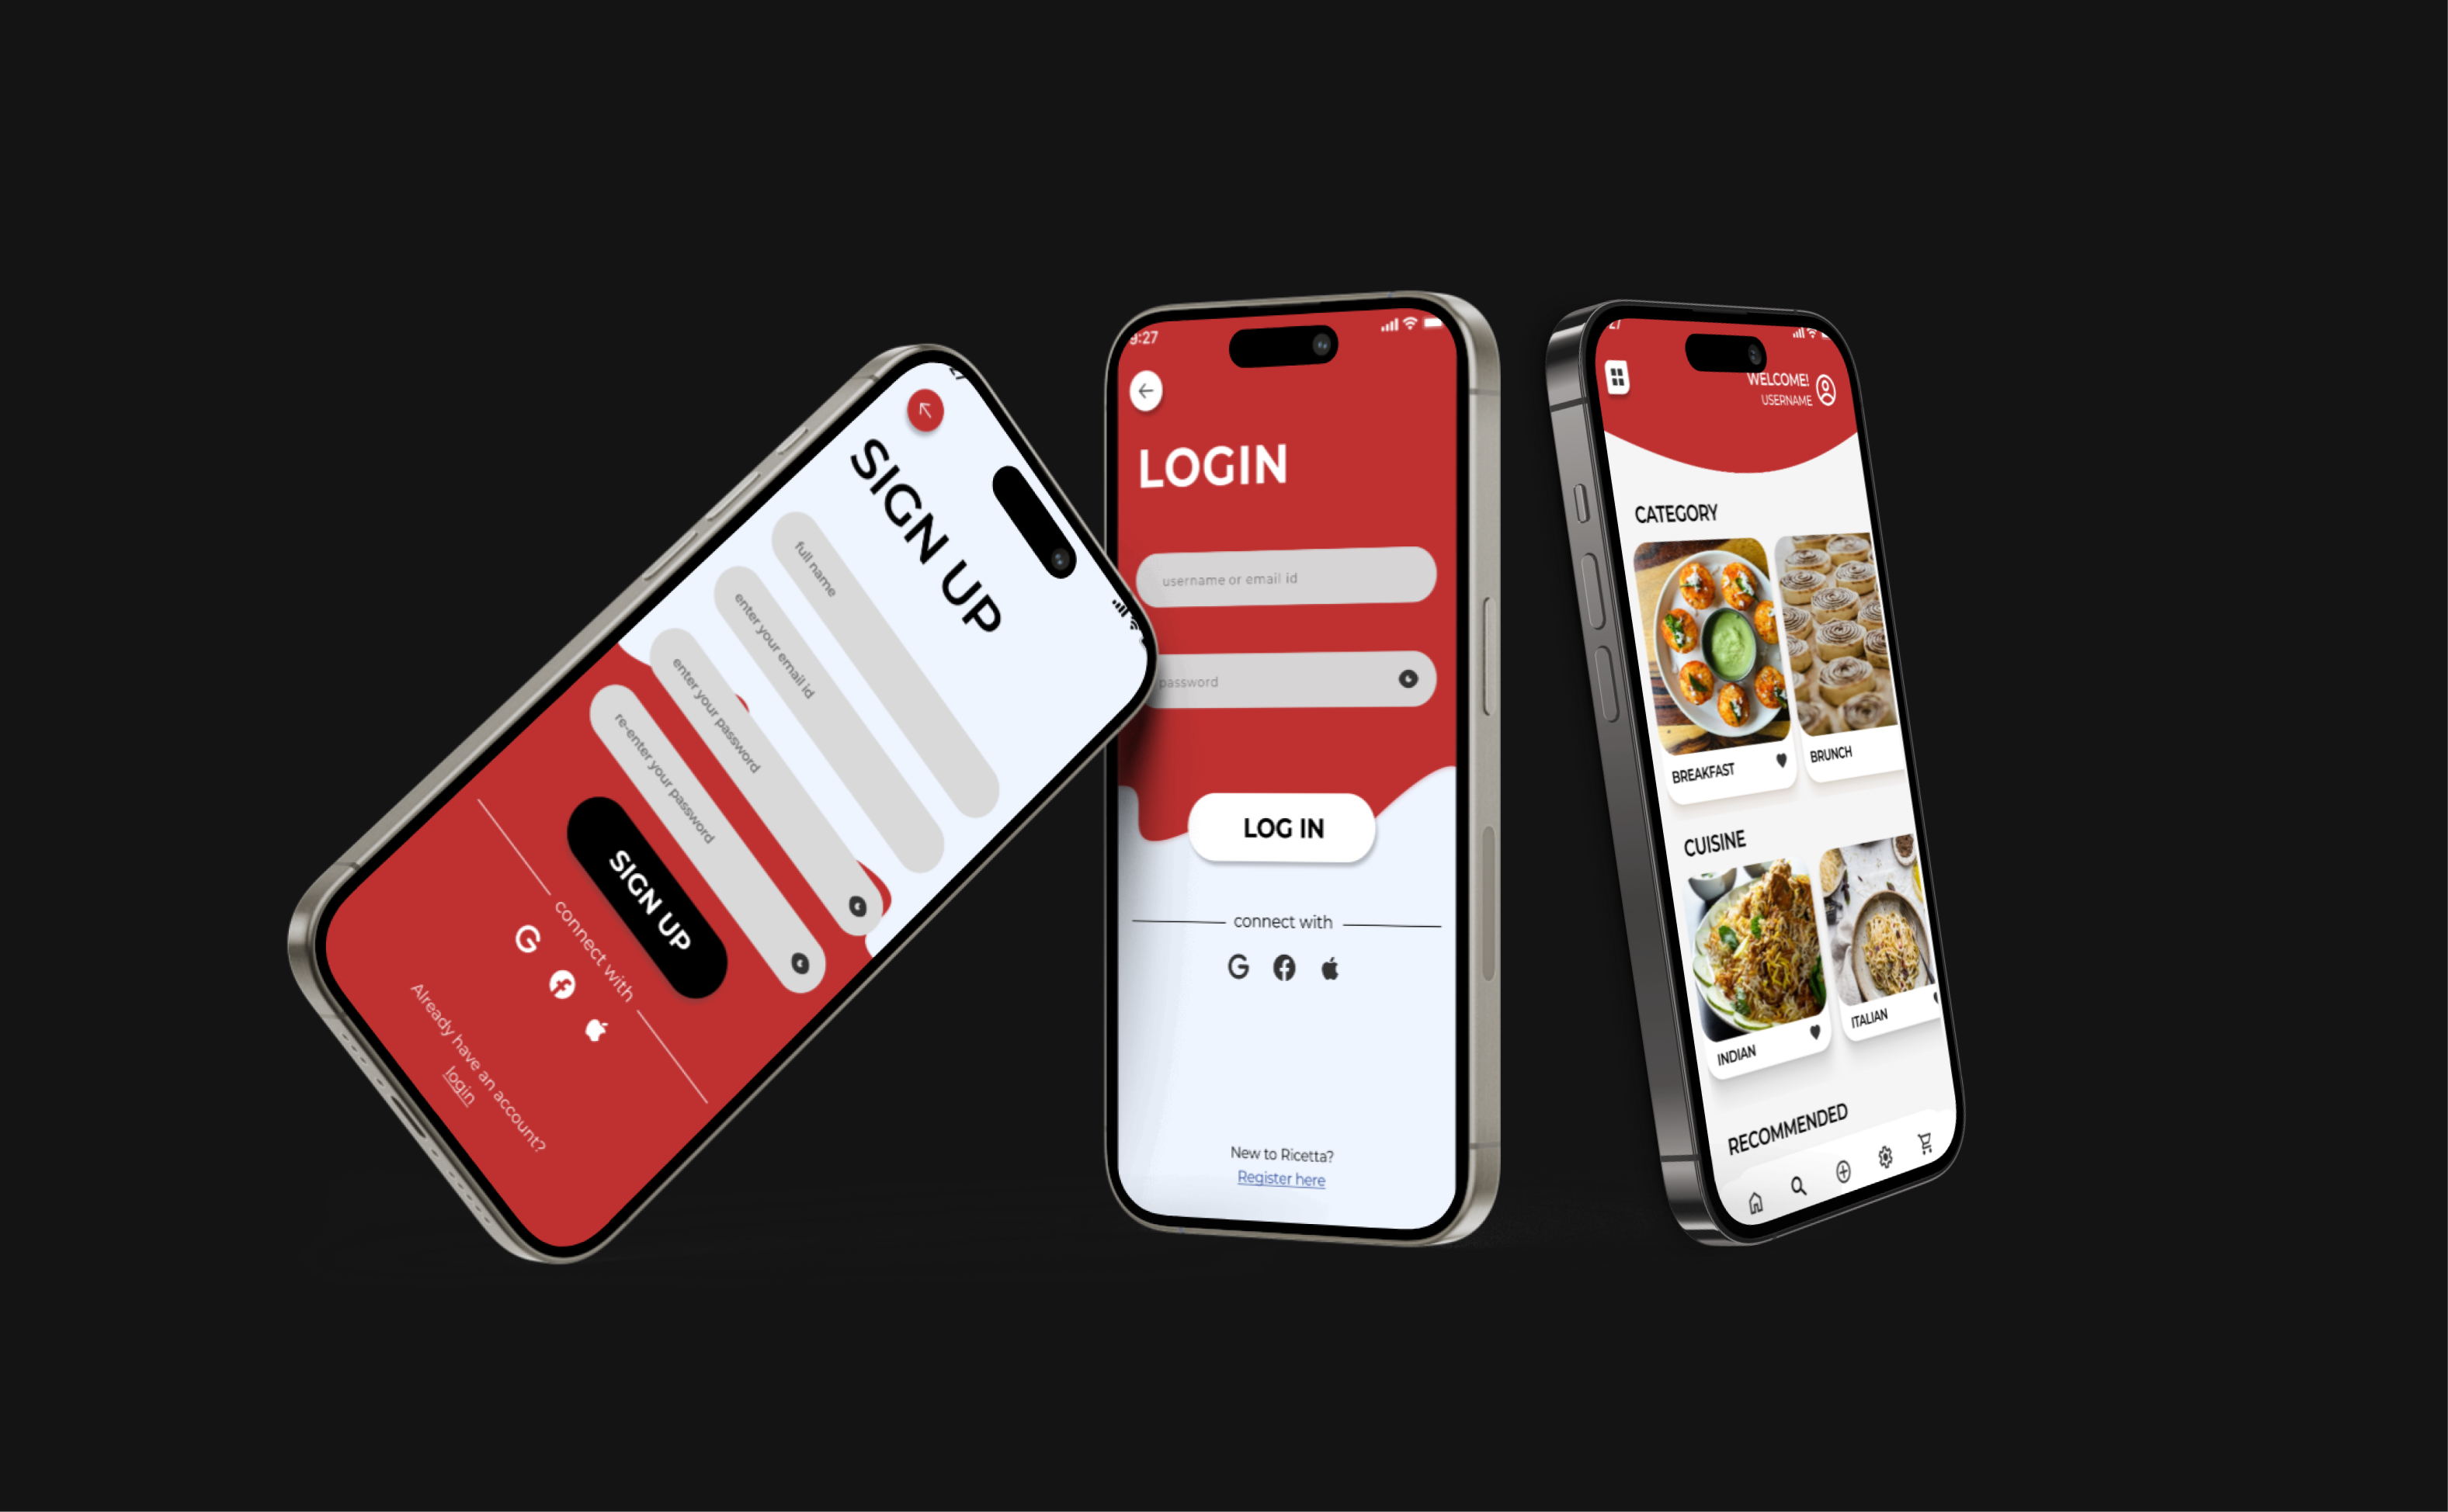 SIGN UP
full name
enter your email id
enter your password
re-enter your password
SIGN UP
connect with
Already have an account?
login
9:27
LOGIN
username or email id
password
LOG IN
connect with
New to Ricetta?
Register here
WELCOME!
USERNAME
CATEGORY
BREAKFAST
BRUNCH
CUISINE
INDIAN
ITALIAN
RECOMMENDED